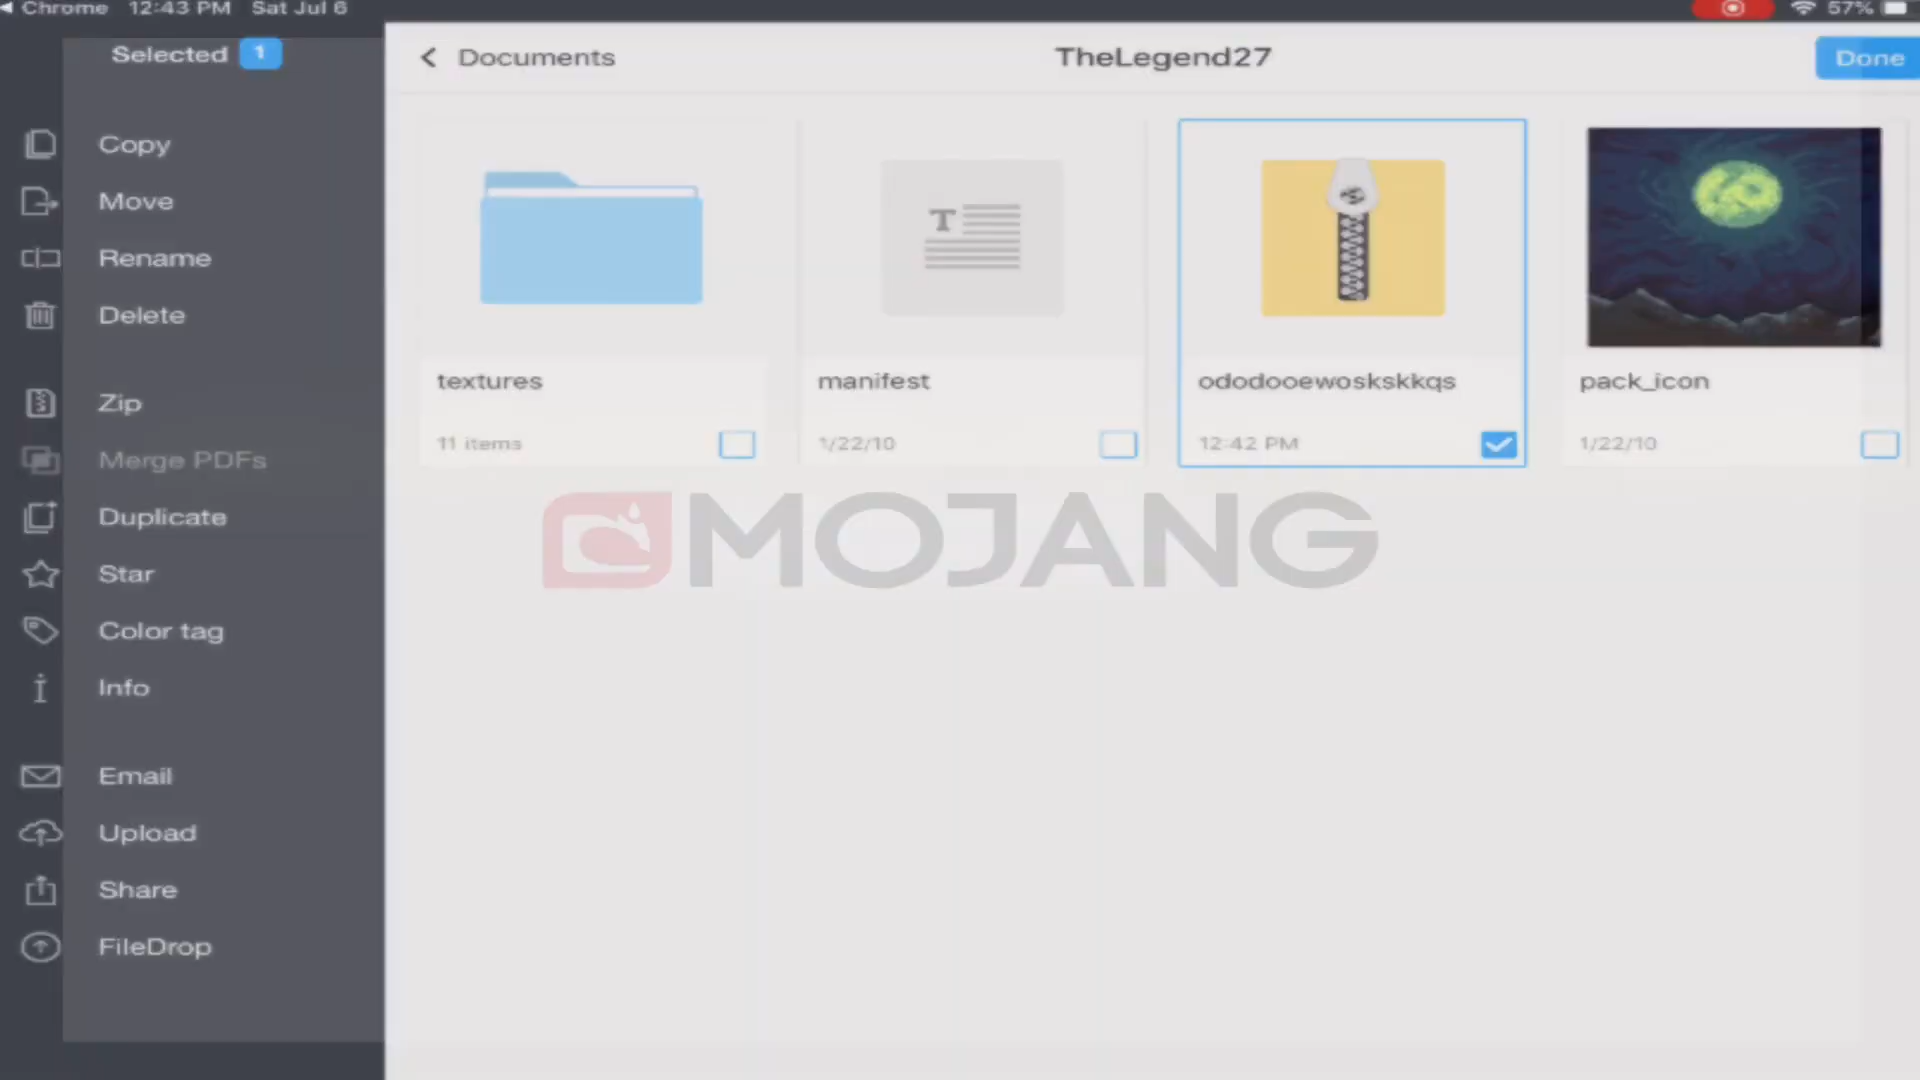 Chrome 12:43 PM Sat Jul 6 57%
Selected 1
Documents
TheLegend27
Done
Copy
Move
Rename
Delete
Zip
Merge PDFs
Duplicate
Star
Color tag
Info
Email
Upload
Share
FileDrop
textures
11 items
manifest
1/22/10
ododooewoskskkqs
12:42 PM
pack_icon
1/22/10
MOJANG